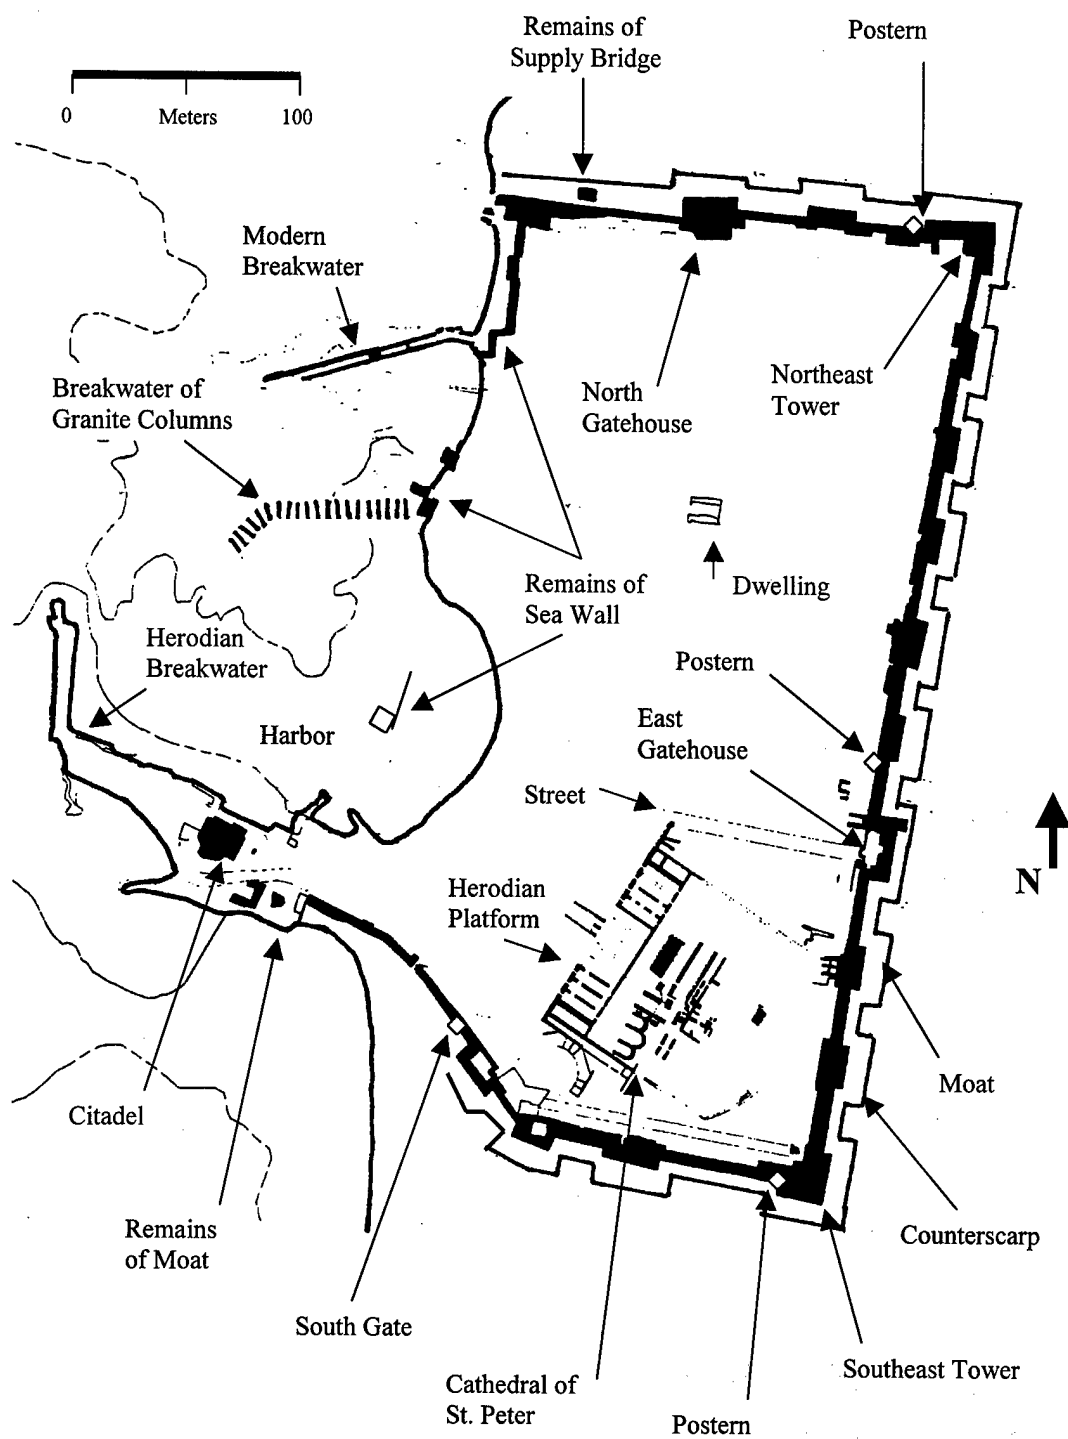 Remains of
Supply Bridge
Postern
0 Meters 100
Modern
Breakwater
Breakwater of
Granite Columns
North
Gatehouse
Northeast
Tower
Remains of
Sea Wall
Dwelling
Herodian
Breakwater
Postern
East
Gatehouse
Harbor
Street
N
Herodian
Platform
Moat
Citadel
Counterscarp
Remains
of Moat
South Gate
Southeast Tower
Cathedral of
St. Peter
Postern